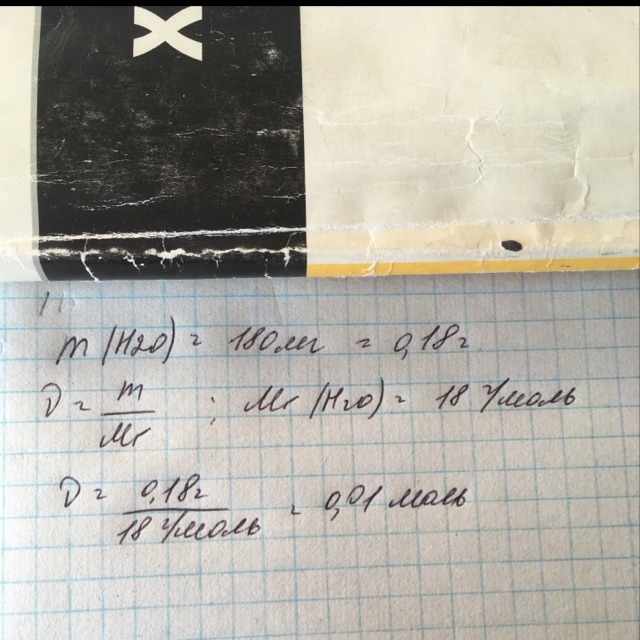 X
m (H2O) = 180мг = 0,18г
ν = m/Mr ; Mr (H2O) = 18 г/моль
ν = 0,18г/18 г/моль = 0,01 моль